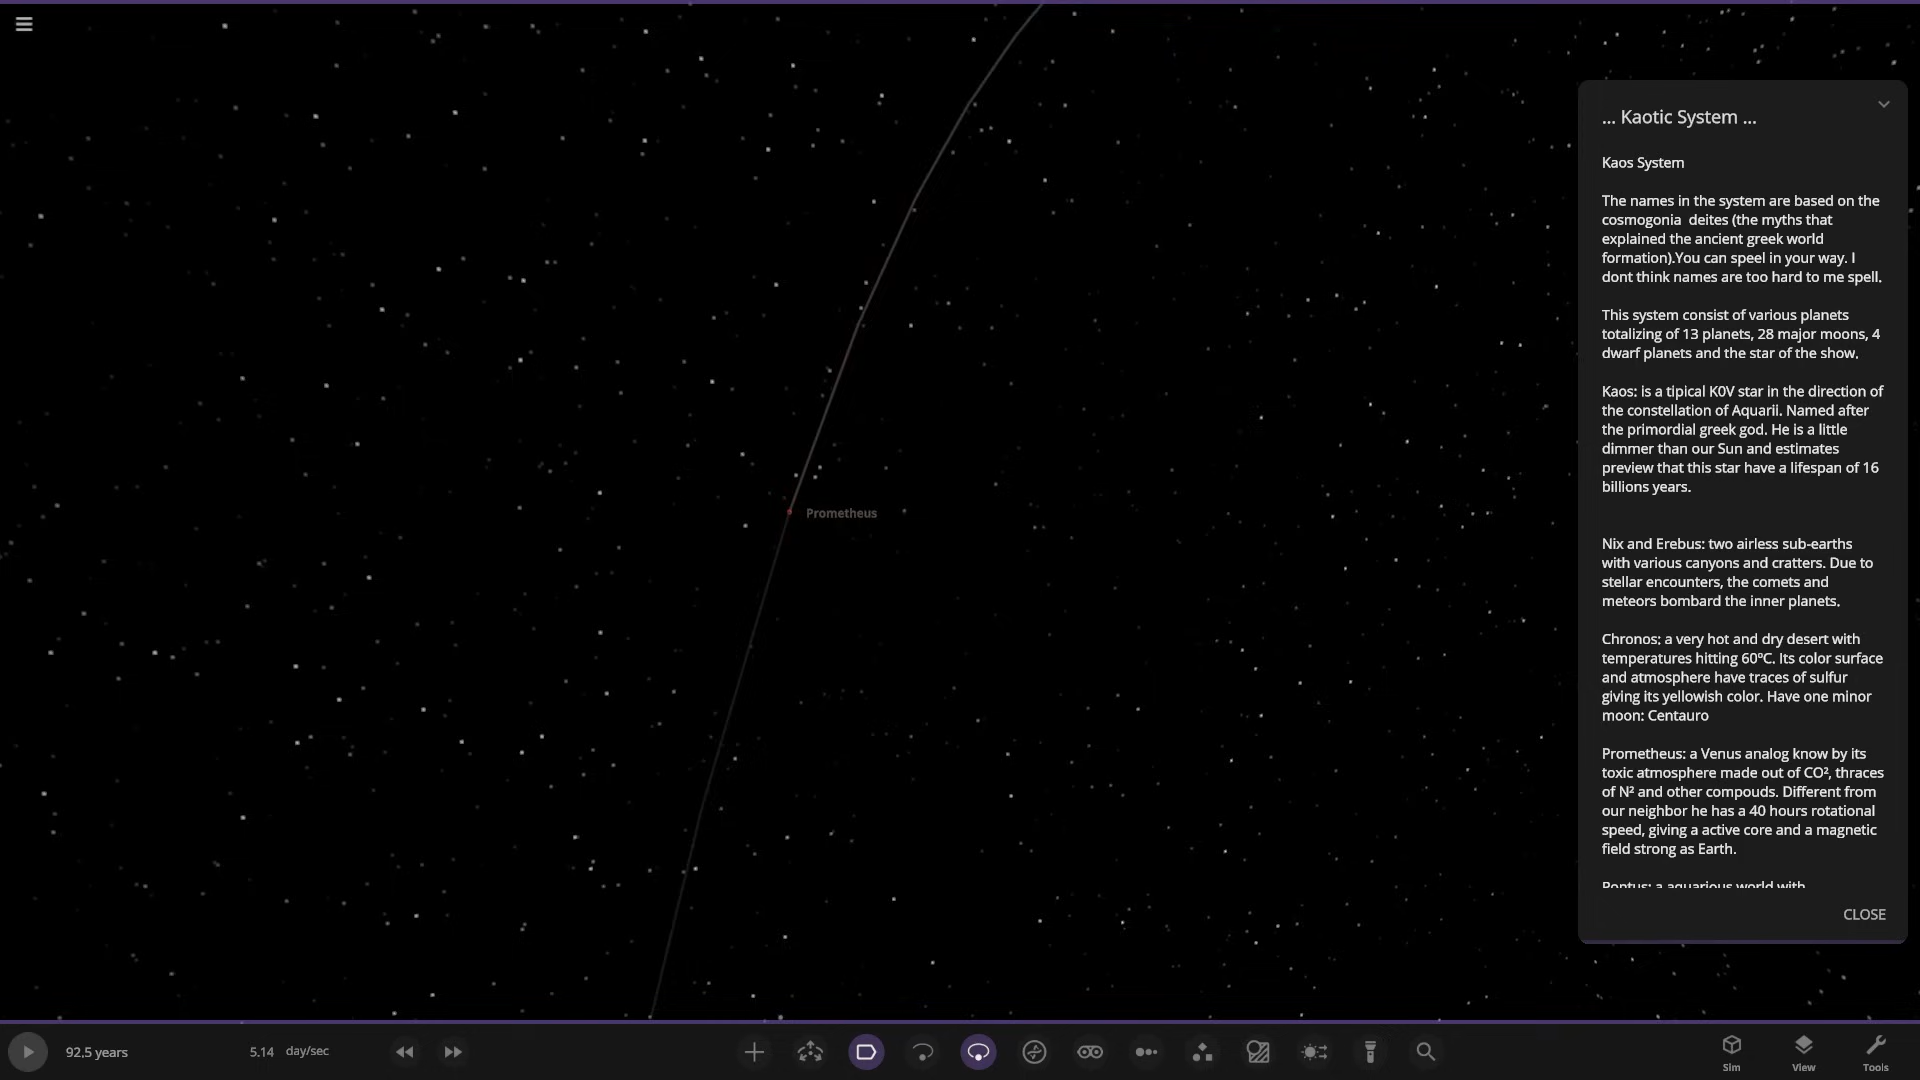 ... Kaotic System ...
Kaos System
The names in the system are based on the
cosmogonia  deites (the myths that
explained the ancient greek world
formation).You can speel in your way. I
dont think names are too hard to me spell.
This system consist of various planets
totalizing of 13 planets, 28 major moons, 4
dwarf planets and the star of the show.
Kaos: is a tipical K0V star in the direction of
the constellation of Aquarii. Named after
the primordial greek god. He is a little
dimmer than our Sun and estimates
preview that this star have a lifespan of 16
billions years.
Nix and Erebus: two airless sub-earths
with various canyons and cratters. Due to
stellar encounters, the comets and
meteors bombard the inner planets.
Chronos: a very hot and dry desert with
temperatures hitting 60ºC. Its color surface
and atmosphere have traces of sulfur
giving its yellowish color. Have one minor
moon: Centauro
Prometheus: a Venus analog know by its
toxic atmosphere made out of CO², thraces
of N² and other compouds. Different from
our neighbor he has a 40 hours rotational
speed, giving a active core and a magnetic
field strong as Earth.
Pontus: a aquarious world with
CLOSE
Prometheus
92.5 years
5.14 day/sec
Sim
View
Tools